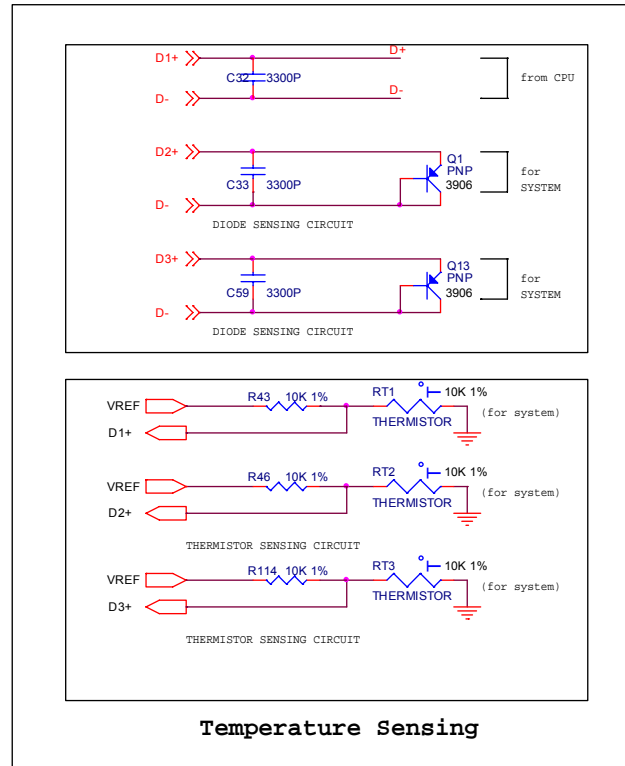 D1+ D+
C32 3300P from CPU
D- D-
D2+ Q1
PNP for
C33 3300P 3906 SYSTEM
D-
DIODE SENSING CIRCUIT
D3+ Q13
PNP for
C59 3300P 3906 SYSTEM
D-
DIODE SENSING CIRCUIT
R43 10K 1% RT1 10K 1%
VREF (for system)
D1+ THERMISTOR
R46 10K 1% RT2 10K 1%
VREF (for system)
D2+ THERMISTOR
THERMISTOR SENSING CIRCUIT
R114 10K 1% RT3 10K 1%
VREF (for system)
D3+ THERMISTOR
THERMISTOR SENSING CIRCUIT
Temperature Sensing